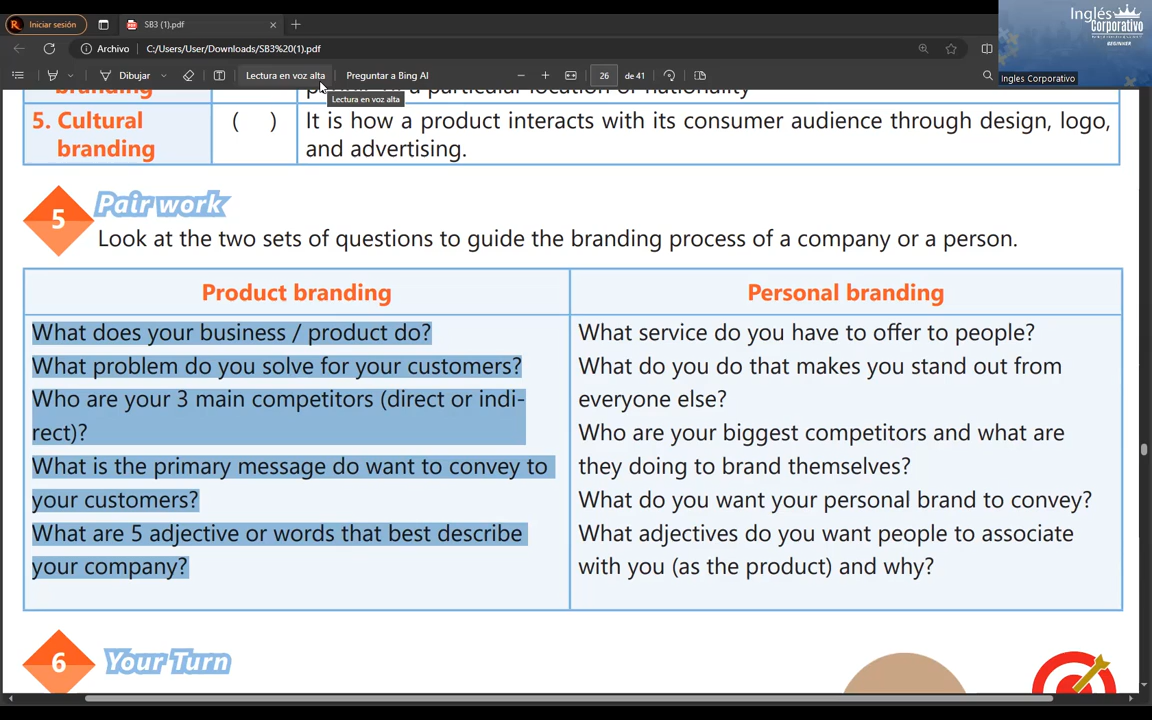 Iniciar sesión
SB3 (1).pdf
Archivo
C:/Users/User/Downloads/SB3%20(1).pdf
Inglés
Corporativo
BEGINNER
Ingles Corporativo
Dibujar
Lectura en voz alta
Preguntar a Bing AI
26
de 41
Lectura en voz alta
branding
a particular location or nationality
5. Cultural branding
( )
It is how a product interacts with its consumer audience through design, logo,
and advertising.
5
Pair work
Look at the two sets of questions to guide the branding process of a company or a person.
Product branding
What does your business / product do?
What problem do you solve for your customers?
Who are your 3 main competitors (direct or indi-
rect)?
What is the primary message do want to convey to
your customers?
What are 5 adjective or words that best describe
your company?
Personal branding
What service do you have to offer to people?
What do you do that makes you stand out from
everyone else?
Who are your biggest competitors and what are
they doing to brand themselves?
What do you want your personal brand to convey?
What adjectives do you want people to associate
with you (as the product) and why?
6
Your Turn